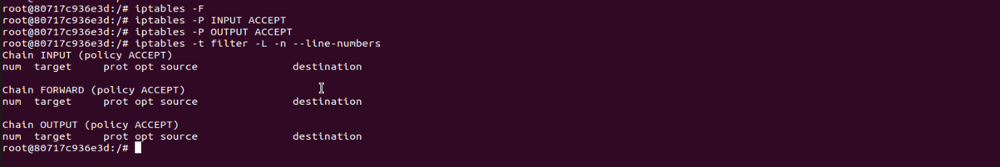 root@80717c936e3d:/# iptables -F
root@80717c936e3d:/# iptables -P INPUT ACCEPT
root@80717c936e3d:/# iptables -P OUTPUT ACCEPT
root@80717c936e3d:/# iptables -t filter -L -n --line-numbers
Chain INPUT (policy ACCEPT)
num  target     prot opt source               destination

Chain FORWARD (policy ACCEPT)
num  target     prot opt source               destination

Chain OUTPUT (policy ACCEPT)
num  target     prot opt source               destination
root@80717c936e3d:/#